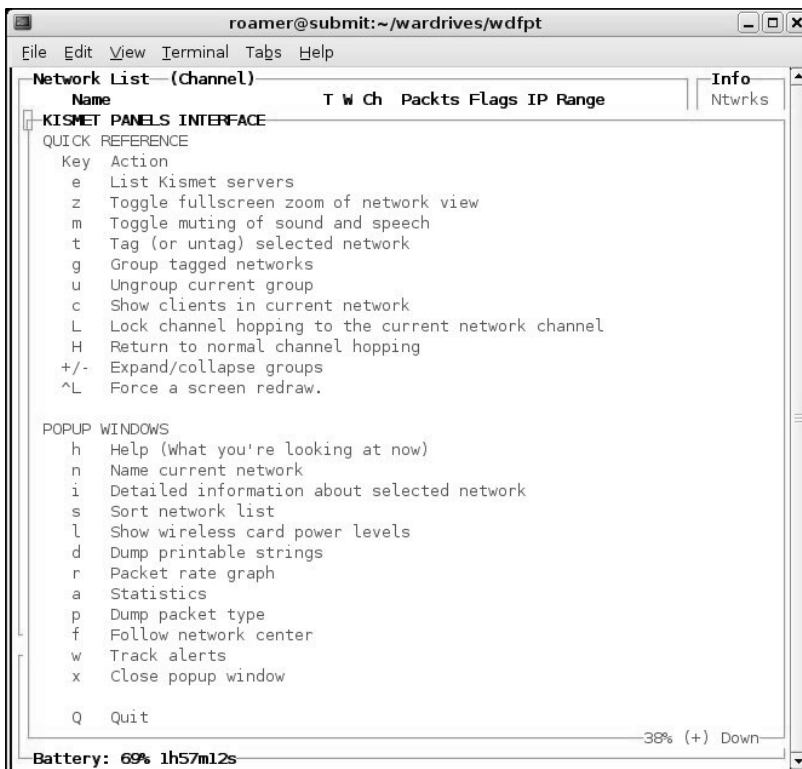 roamer@submit:~/wardrives/wdfpt
File Edit View Terminal Tabs Help
Network List (Channel) Info
Name T W Ch Packts Flags IP Range Ntwrks
KISMET PANELS INTERFACE
QUICK REFERENCE
Key Action
e List Kismet servers
z Toggle fullscreen zoom of network view
m Toggle muting of sound and speech
t Tag (or untag) selected network
g Group tagged networks
u Ungroup current group
c Show clients in current network
L Lock channel hopping to the current network channel
H Return to normal channel hopping
+/- Expand/collapse groups
^L Force a screen redraw.
POPUP WINDOWS
h Help (What you're looking at now)
n Name current network
i Detailed information about selected network
s Sort network list
l Show wireless card power levels
d Dump printable strings
r Packet rate graph
a Statistics
p Dump packet type
f Follow network center
w Track alerts
x Close popup window
Q Quit
38% (+) Down
Battery: 69% 1h57m12s